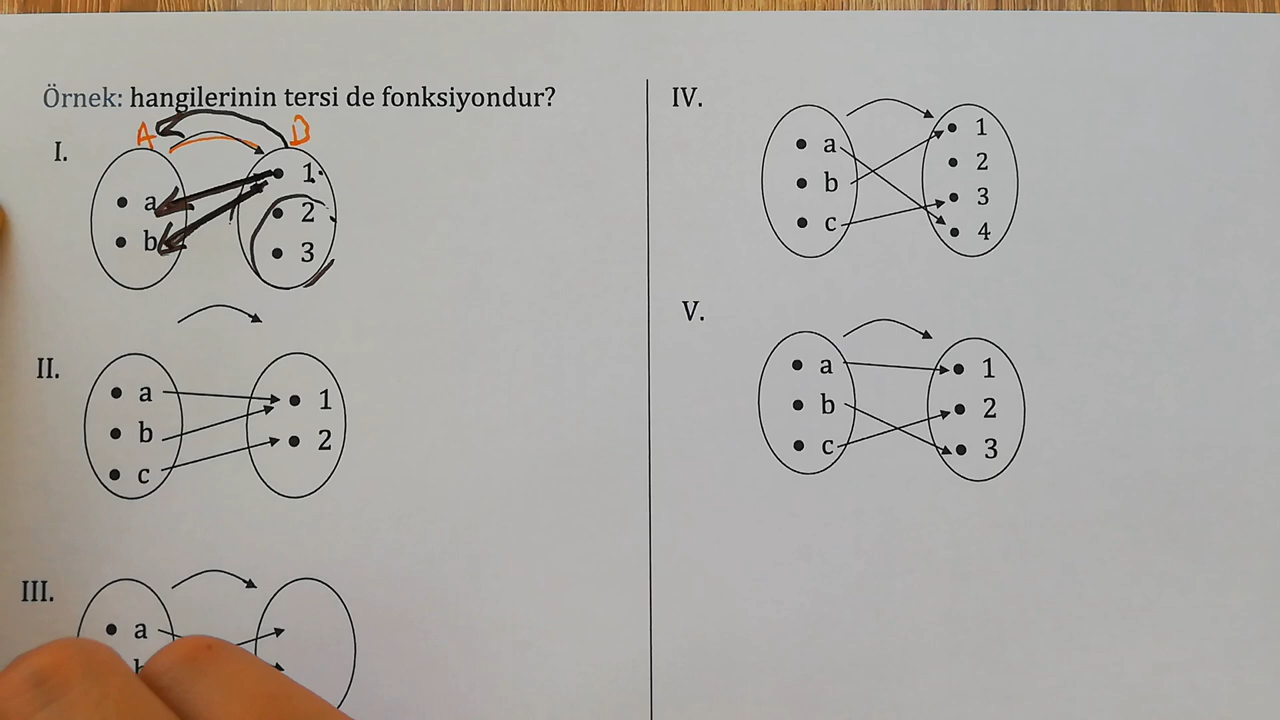 Örnek: hangilerinin tersi de fonksiyondur?
I.
A
a
b
1
2
3
II.
a
b
c
1
2
III.
a
IV.
a
b
c
1
2
3
4
V.
a
b
c
1
2
3